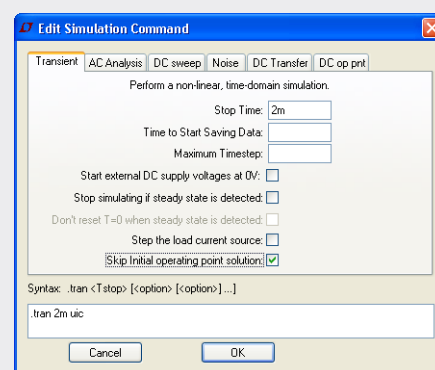 Edit Simulation Command
Transient AC Analysis DC sweep Noise DC Transfer DC op pnt
Perform a non-linear, time-domain simulation.
Stop Time: 2m
Time to Start Saving Data:
Maximum Timestep:
Start external DC supply voltages at 0V:
Stop simulating if steady state is detected:
Don't reset T=0 when steady state is detected:
Step the load current source:
Skip Initial operating point solution:
Syntax: .tran <Tstop> [<option> [<option>] ...]
.tran 2m uic
Cancel OK